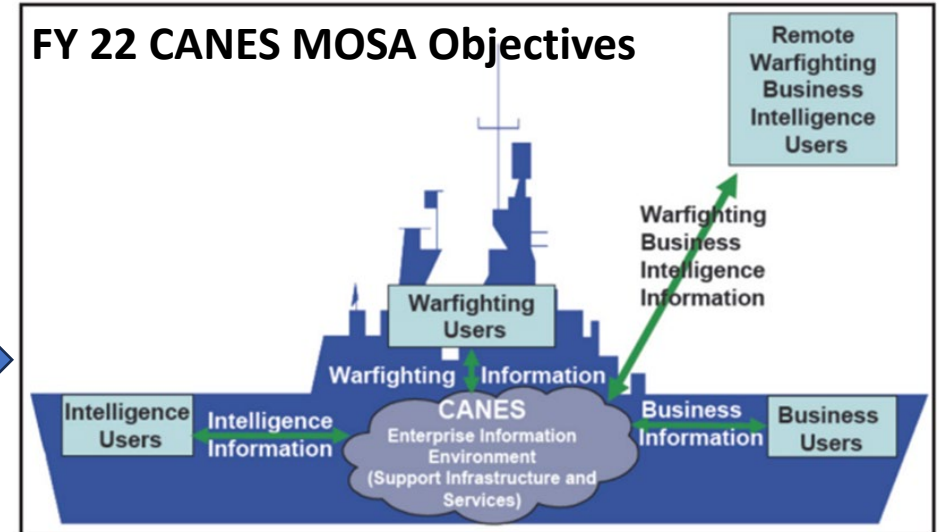 FY 22 CANES MOSA Objectives
Remote
Warfighting
Business
Intelligence
Users
Warfighting
Business
Intelligence
Information
Warfighting
Users
Warfighting Information
Intelligence
Users
Intelligence
Information
CANES
Enterprise Information
Environment
(Support Infrastructure and
Services)
Business
Information
Business
Users